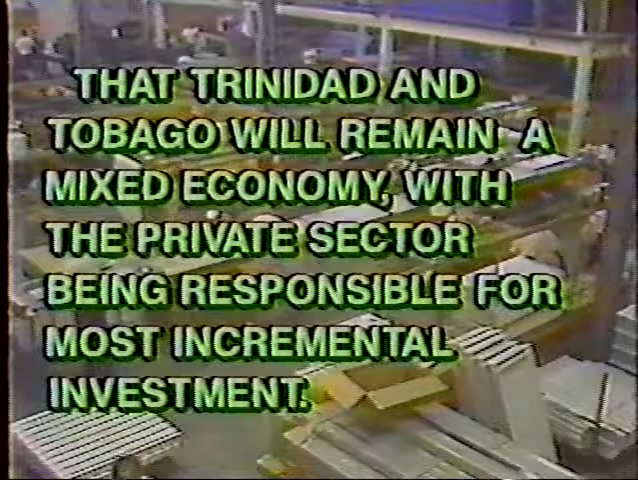 THAT TRINIDAD AND
TOBAGO WILL REMAIN A
MIXED ECONOMY, WITH
THE PRIVATE SECTOR
BEING RESPONSIBLE FOR
MOST INCREMENTAL
INVESTMENT.